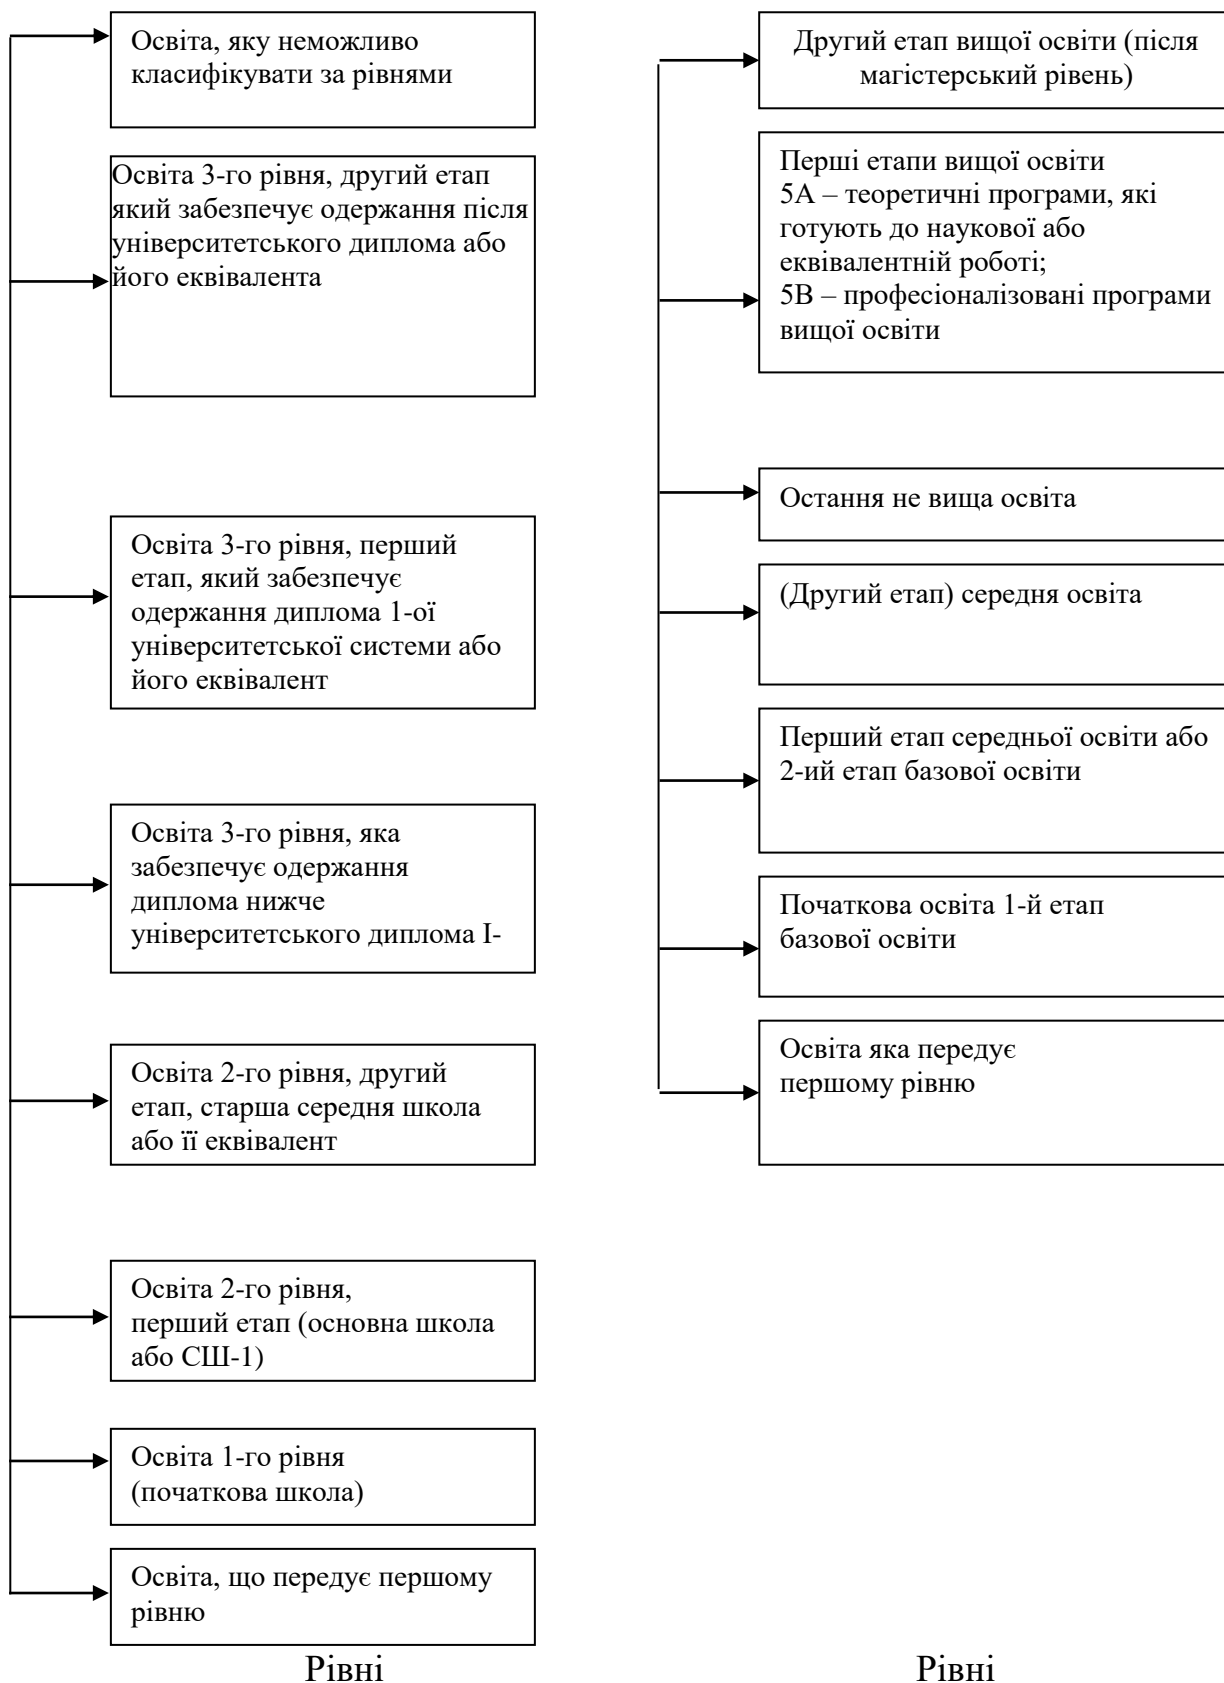 Освіта, яку неможливо
класифікувати за рівнями
Освіта 3-го рівня, другий етап
який забезпечує одержання після
університетського диплома або
його еквівалента
Освіта 3-го рівня, перший
етап, який забезпечує
одержання диплома 1-ої
університетської системи або
його еквівалент
Освіта 3-го рівня, яка
забезпечує одержання
диплома нижче
університетського диплома І-
Освіта 2-го рівня, другий
етап, старша середня школа
або її еквівалент
Освіта 2-го рівня,
перший етап (основна школа
або СШ-1)
Освіта 1-го рівня
(початкова школа)
Освіта, що передує першому
рівню
Рівні
Другий етап вищої освіти (після
магістерський рівень)
Перші етапи вищої освіти
5А – теоретичні програми, які
готують до наукової або
еквівалентній роботі;
5В – професіоналізовані програми
вищої освіти
Остання не вища освіта
(Другий етап) середня освіта
Перший етап середньої освіти або
2-ий етап базової освіти
Початкова освіта 1-й етап
базової освіти
Освіта яка передує
першому рівню
Рівні